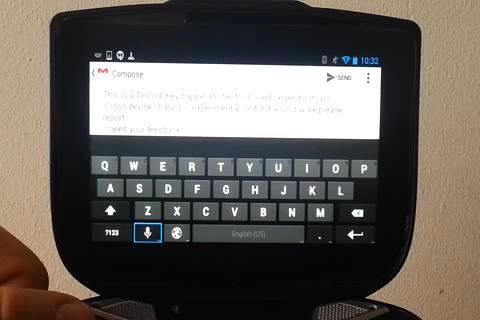 10:32
Compose
SEND
This is a Tincore Keymapper Profile for Pocket Legends
Cross device sharing is experimental so if it does not work please
report
I need your feedback
Q W E R T Y U I O P
A S D F G H J K L
Z X C V B N M
?123 English (US) .